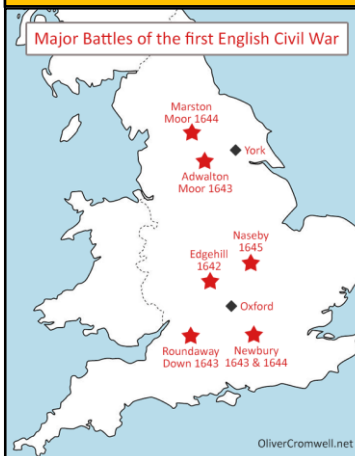 Major Battles of the first English Civil War
Marston
Moor 1644
York
Adwalton
Moor 1643
Naseby
1645
Edgehill
1642
Oxford
Roundaway
Down 1643
Newbury
1643 & 1644
OliverCromwell.net